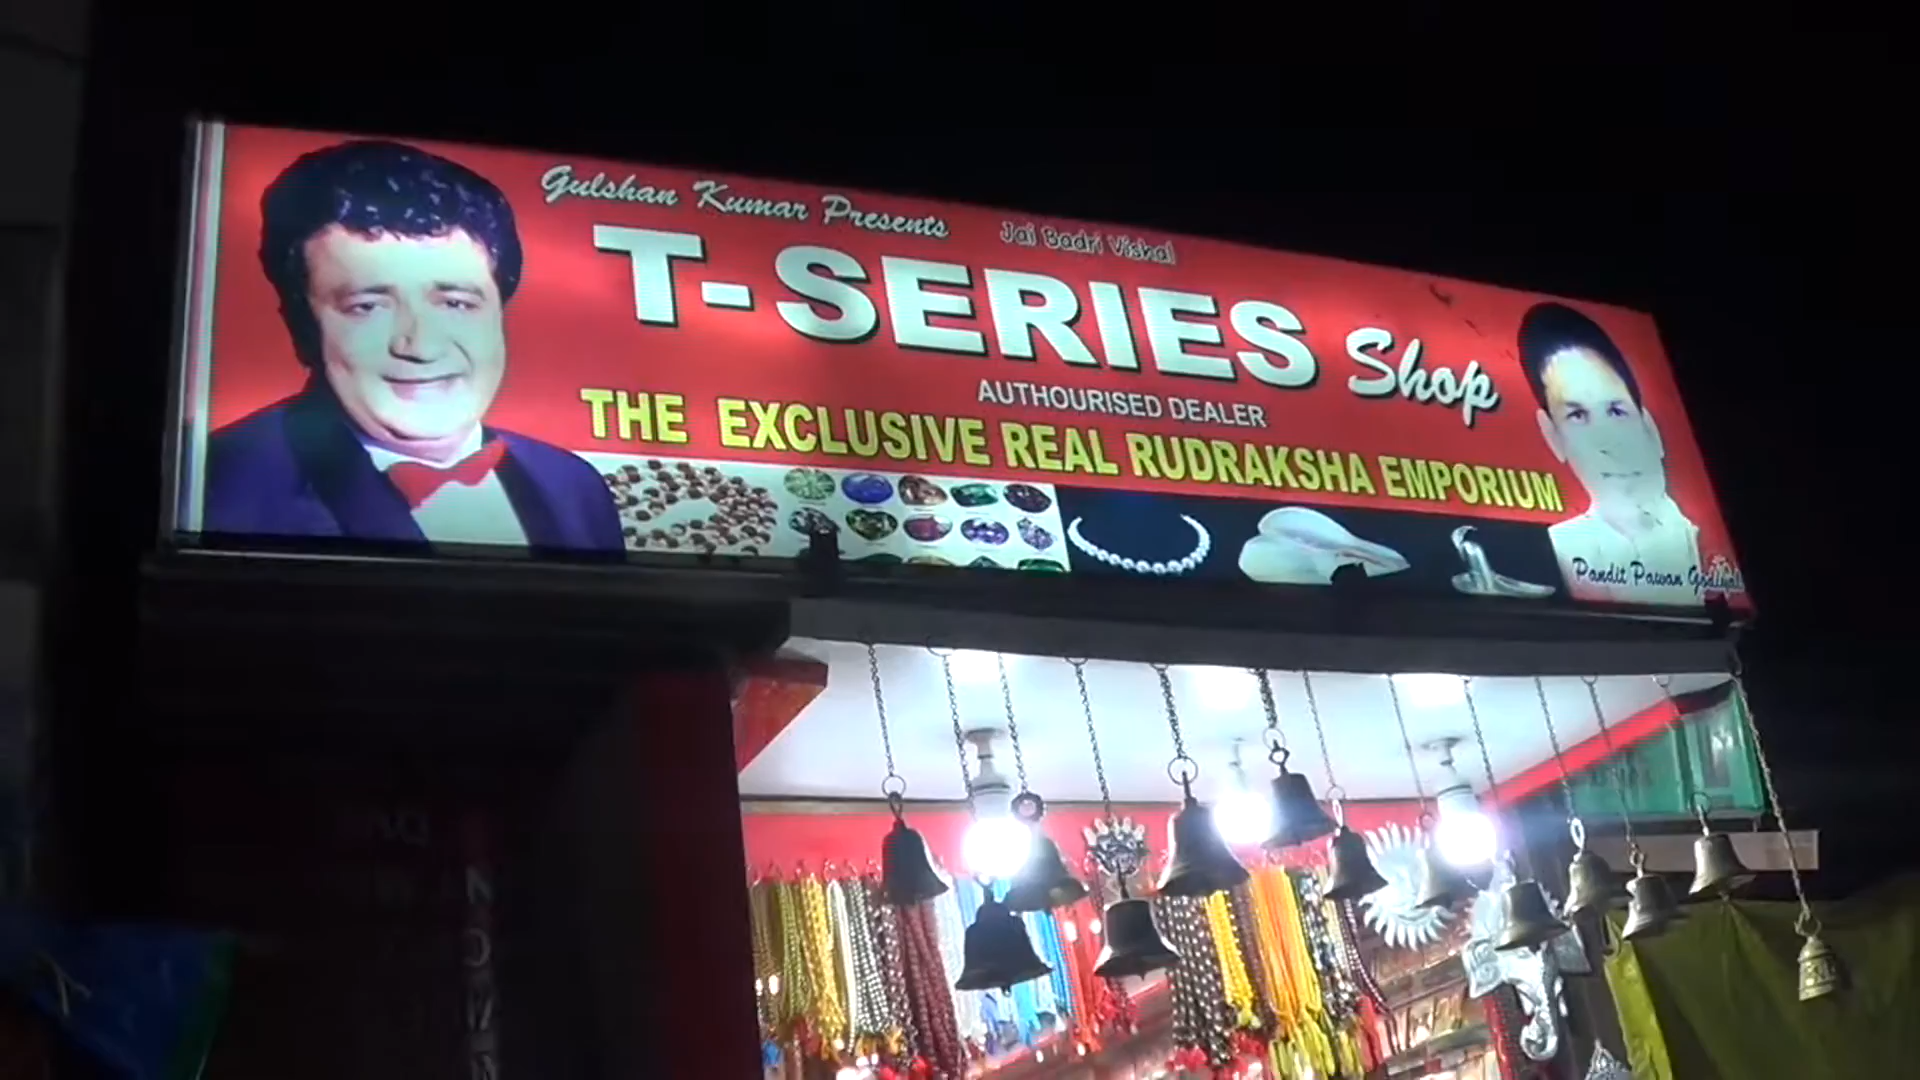 Gulshan Kumar Presents
Jai Badri Vishal
T-SERIES Shop
AUTHOURISED DEALER
THE EXCLUSIVE REAL RUDRAKSHA EMPORIUM
Pandit Pawan